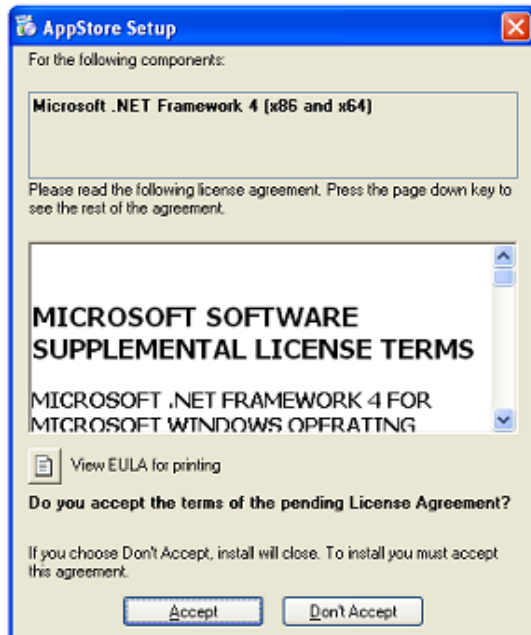 AppStore Setup
For the following components:
Microsoft .NET Framework 4 (x86 and x64)
Please read the following license agreement. Press the page down key to
see the rest of the agreement.
MICROSOFT SOFTWARE
SUPPLEMENTAL LICENSE TERMS
MICROSOFT .NET FRAMEWORK 4 FOR
MICROSOFT WINDOWS OPERATING
View EULA for printing
Do you accept the terms of the pending License Agreement?
If you choose Don't Accept, install will close. To install you must accept
this agreement.
Accept Don't Accept